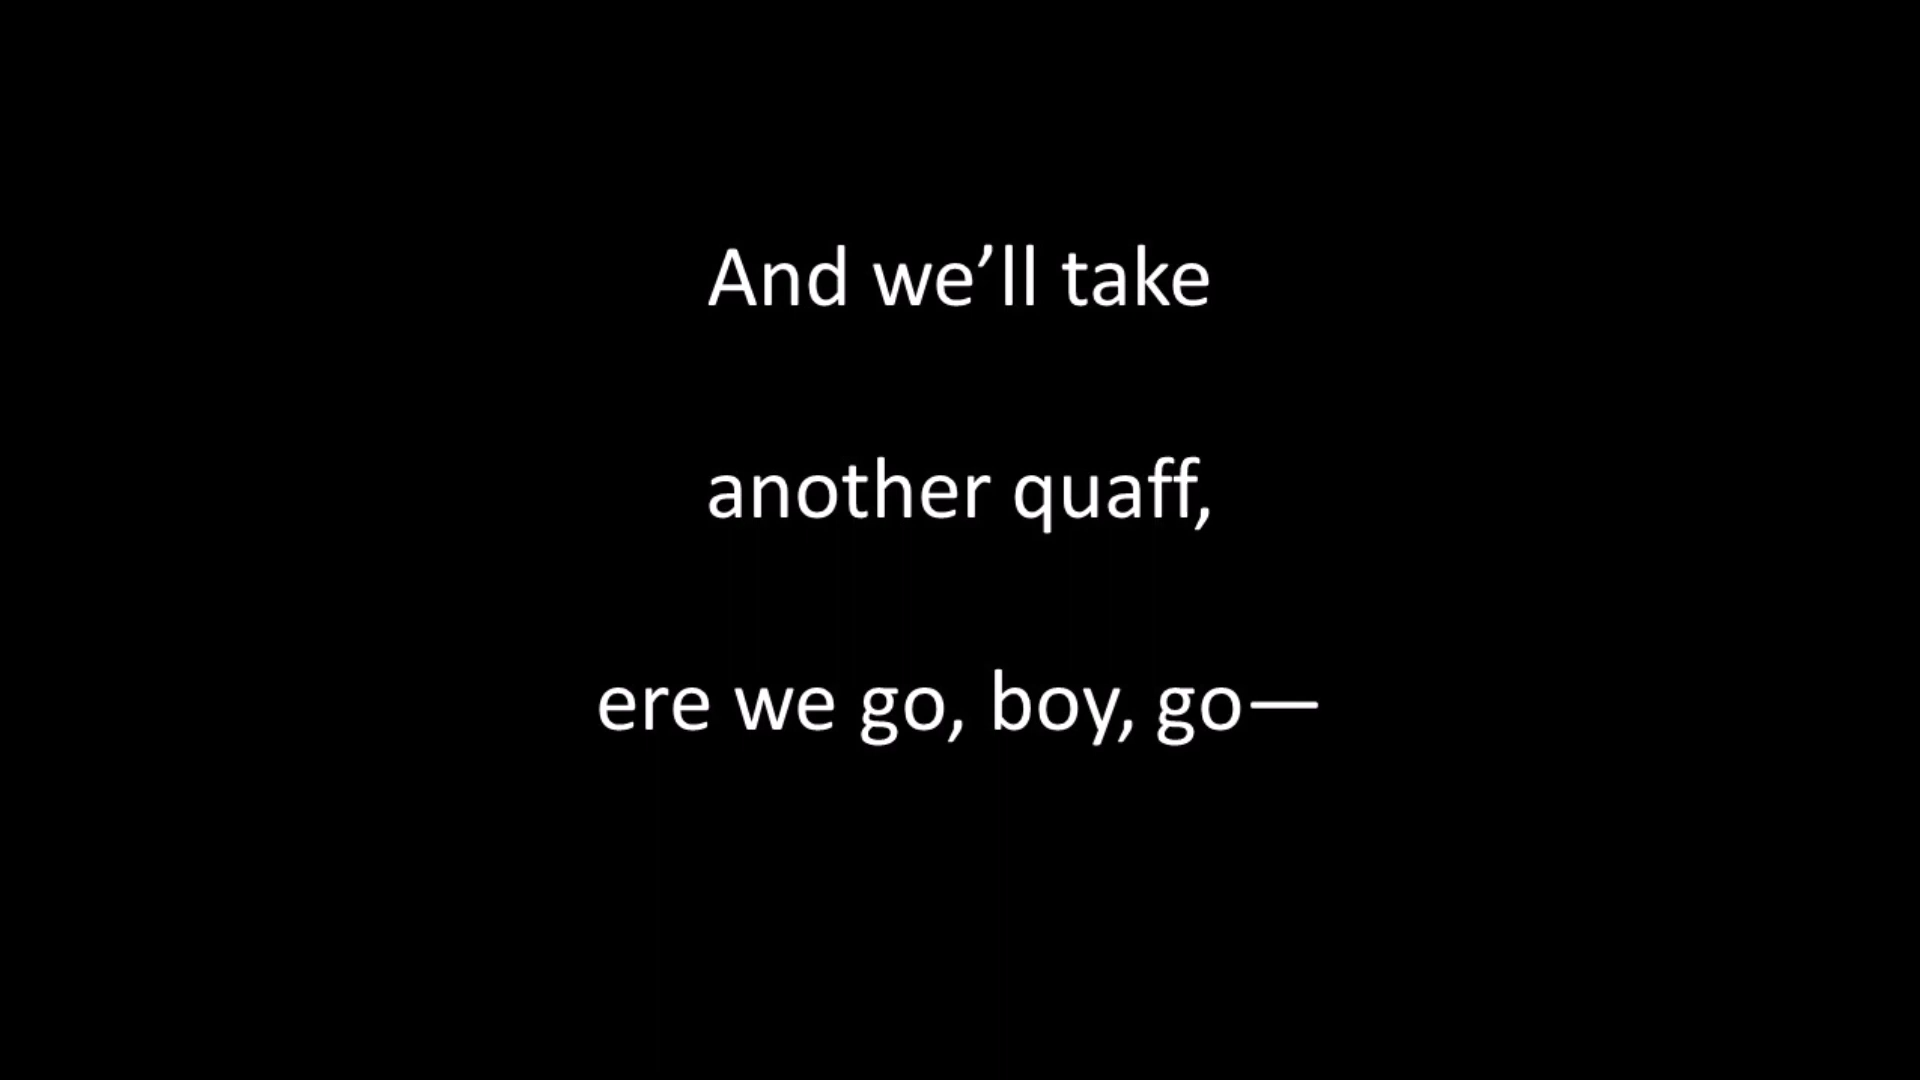 And we’ll take
another quaff,
ere we go, boy, go—